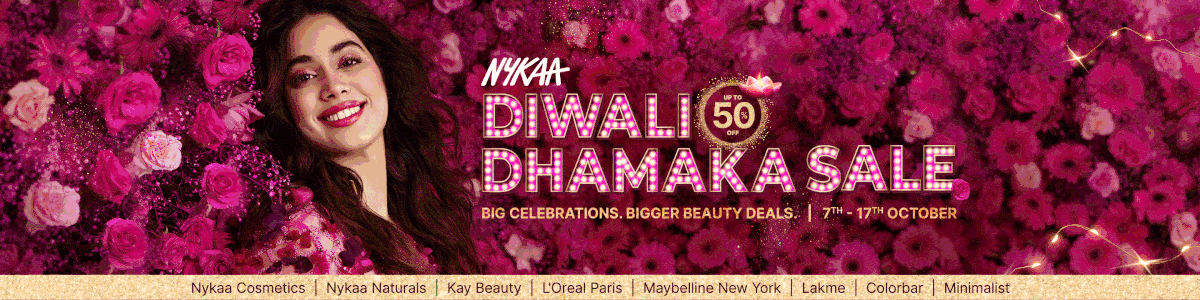 NYKAA
DIWALI
UP TO
50%
OFF
DHAMAKA SALE
BIG CELEBRATIONS. BIGGER BEAUTY DEALS. | 7TH - 17TH OCTOBER
Nykaa Cosmetics | Nykaa Naturals | Kay Beauty | L'Oreal Paris | Maybelline New York | Lakme | Colorbar | Minimalist